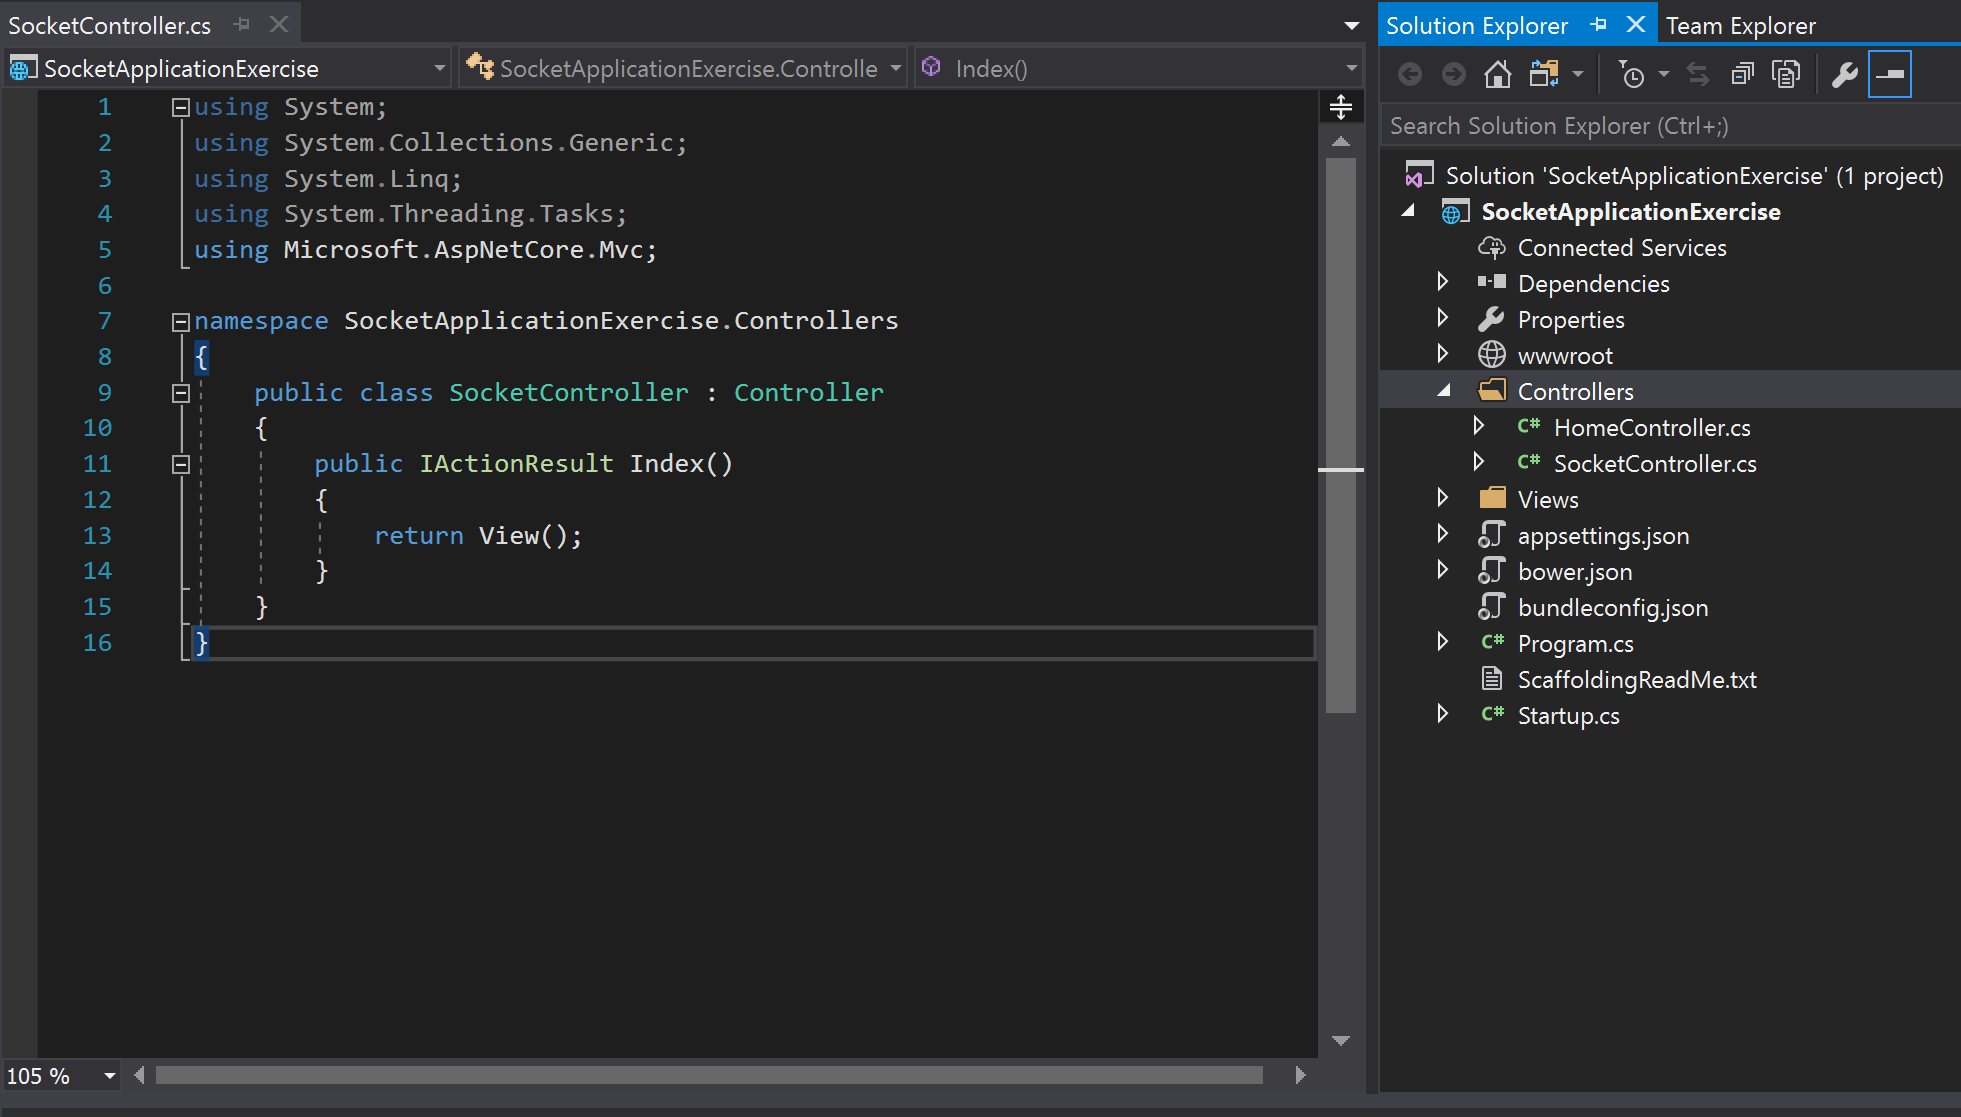 SocketController.cs
SocketApplicationExercise
SocketApplicationExercise.Controlle
Index()
1 using System;
2 using System.Collections.Generic;
3 using System.Linq;
4 using System.Threading.Tasks;
5 using Microsoft.AspNetCore.Mvc;
6
7 namespace SocketApplicationExercise.Controllers
8 {
9 public class SocketController : Controller
10 {
11 public IActionResult Index()
12 {
13 return View();
14 }
15 }
16 }
105 %
Solution Explorer
Team Explorer
Search Solution Explorer (Ctrl+;)
Solution 'SocketApplicationExercise' (1 project)
SocketApplicationExercise
Connected Services
Dependencies
Properties
wwwroot
Controllers
C# HomeController.cs
C# SocketController.cs
Views
appsettings.json
bower.json
bundleconfig.json
C# Program.cs
ScaffoldingReadMe.txt
C# Startup.cs